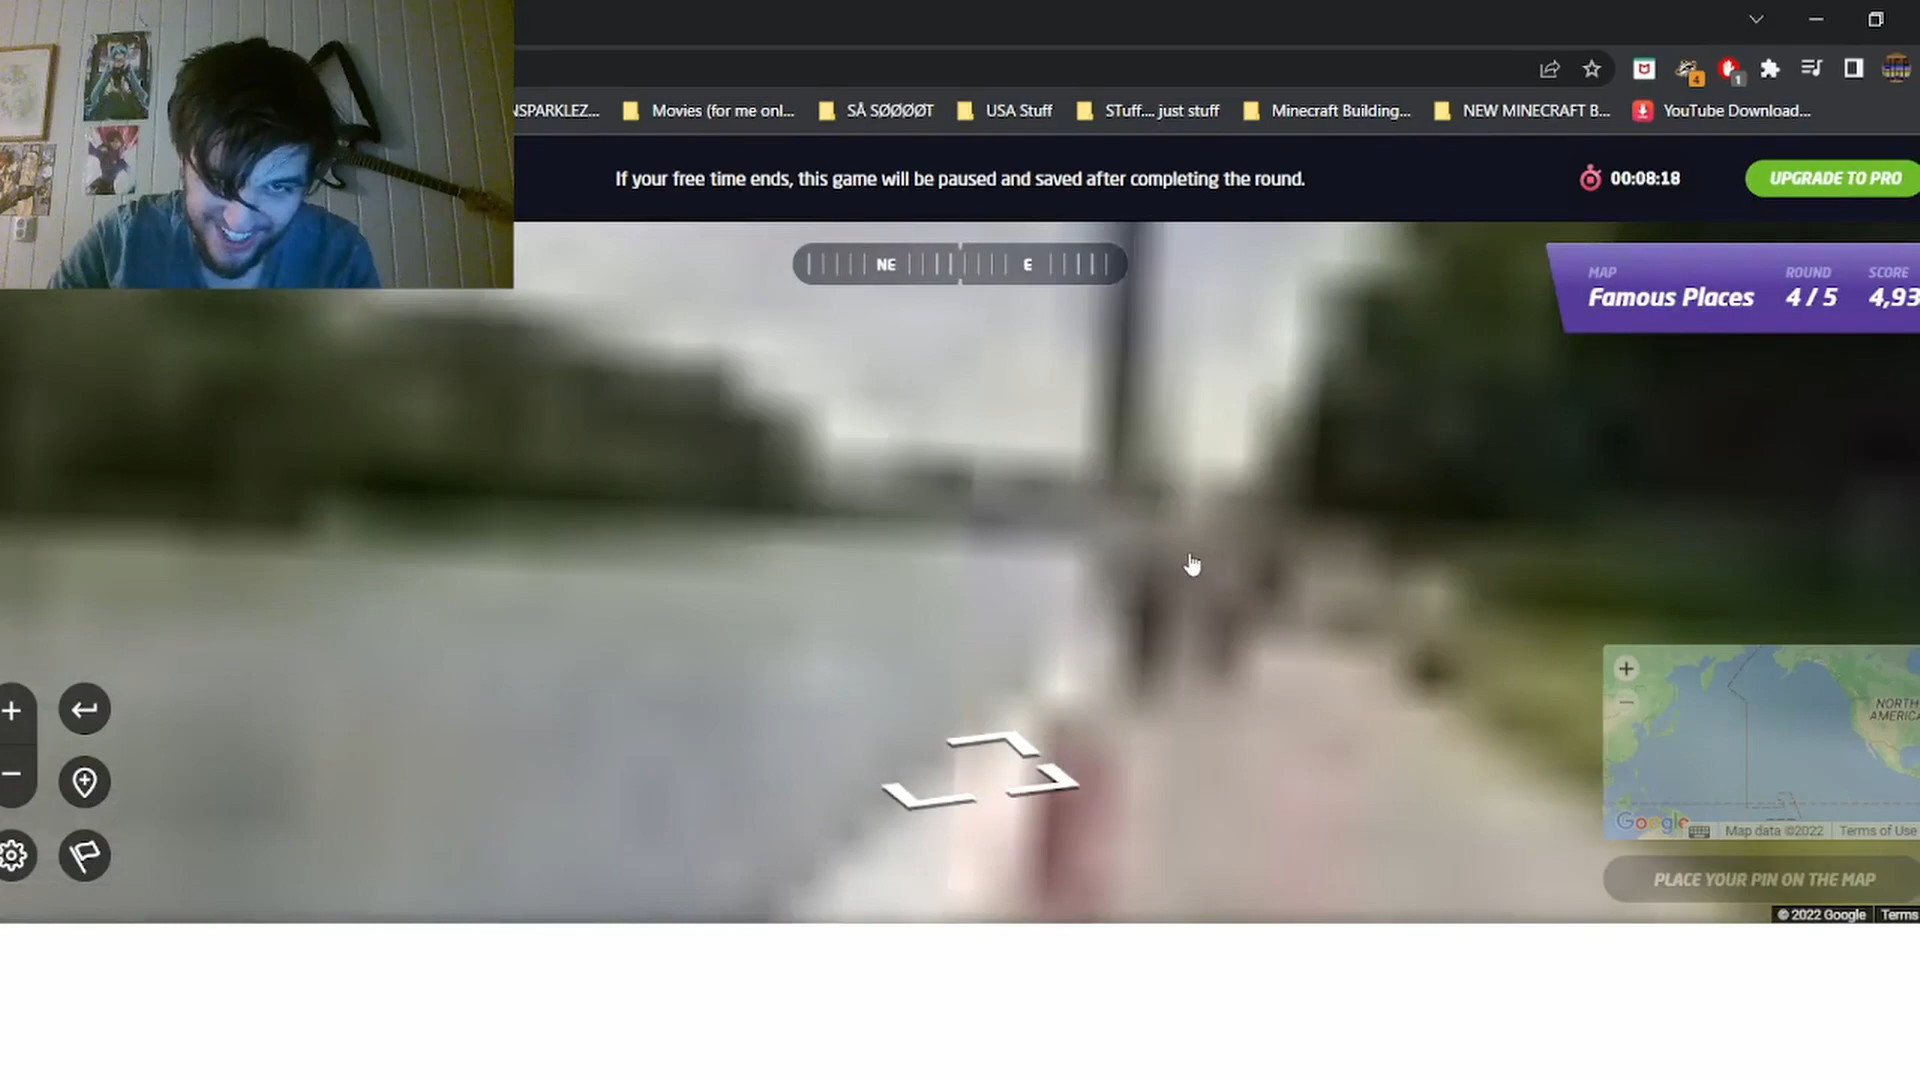 4
1
NSPARKLEZ...
Movies (for me onl...
SÅ SØØØØT
USA Stuff
STuff.... just stuff
Minecraft Building...
NEW MINECRAFT B...
YouTube Download...
If your free time ends, this game will be paused and saved after completing the round.
00:08:18
UPGRADE TO PRO
NE
E
MAP
ROUND
SCORE
Famous Places
4 / 5
4,93
NORTH
AMERICA
Google
Map data ©2022
Terms of Use
PLACE YOUR PIN ON THE MAP
© 2022 Google
Terms